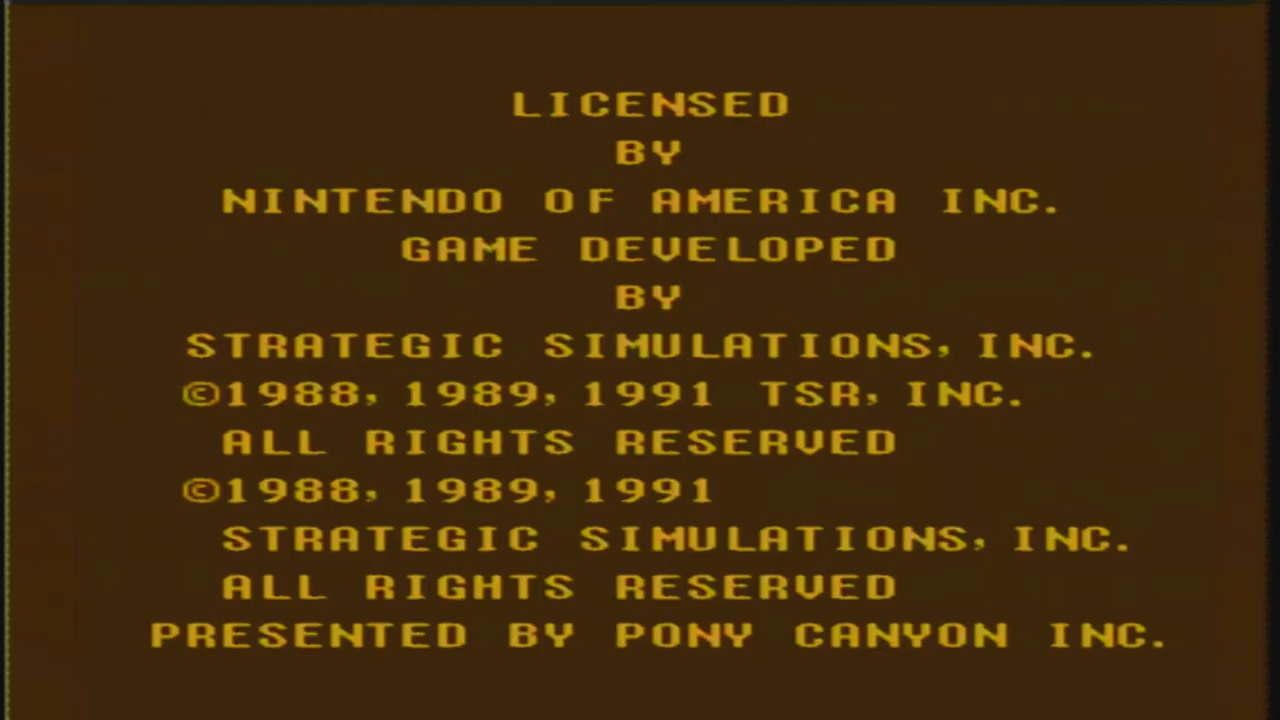 LICENSED
BY
NINTENDO OF AMERICA INC.
GAME DEVELOPED
BY
STRATEGIC SIMULATIONS, INC.
©1988, 1989, 1991 TSR, INC.
ALL RIGHTS RESERVED
©1988, 1989, 1991
STRATEGIC SIMULATIONS, INC.
ALL RIGHTS RESERVED
PRESENTED BY PONY CANYON INC.